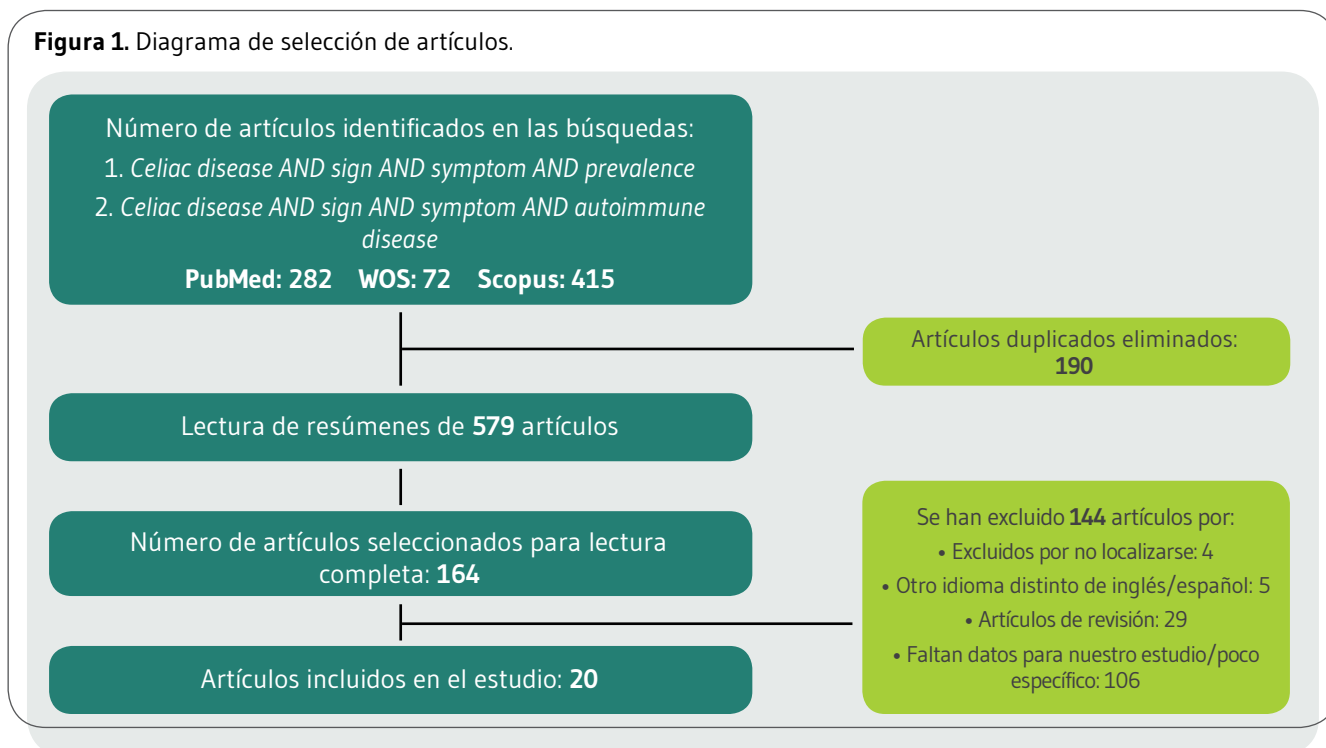 Figura 1. Diagrama de selección de artículos.
Número de artículos identificados en las búsquedas:
1. Celiac disease AND sign AND symptom AND prevalence
2. Celiac disease AND sign AND symptom AND autoimmune
disease
PubMed: 282 WOS: 72 Scopus: 415
Artículos duplicados eliminados:
190
Lectura de resúmenes de 579 artículos
Número de artículos seleccionados para lectura
completa: 164
Se han excluido 144 artículos por:
• Excluidos por no localizarse: 4
• Otro idioma distinto de inglés/español: 5
• Artículos de revisión: 29
• Faltan datos para nuestro estudio/poco
específico: 106
Artículos incluidos en el estudio: 20